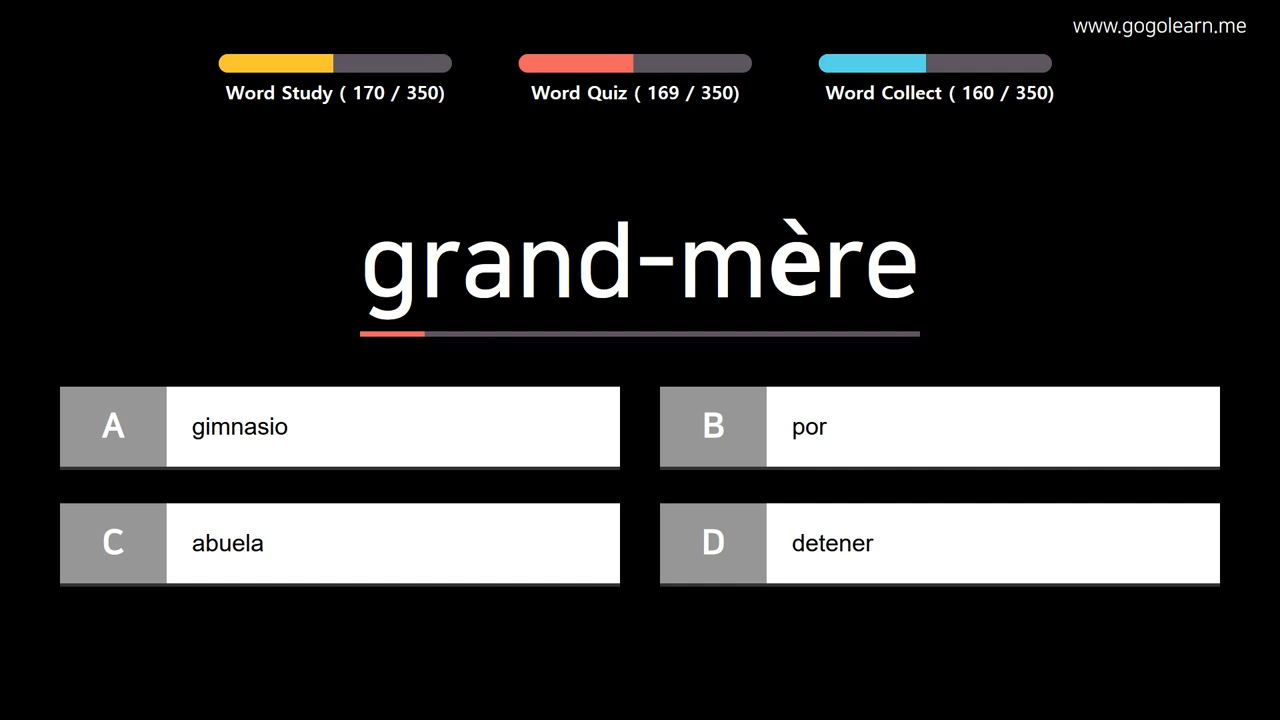 www.gogolearn.me
Word Study ( 170 / 350)
Word Quiz ( 169 / 350)
Word Collect ( 160 / 350)
grand-mère
A gimnasio
B por
C abuela
D detener